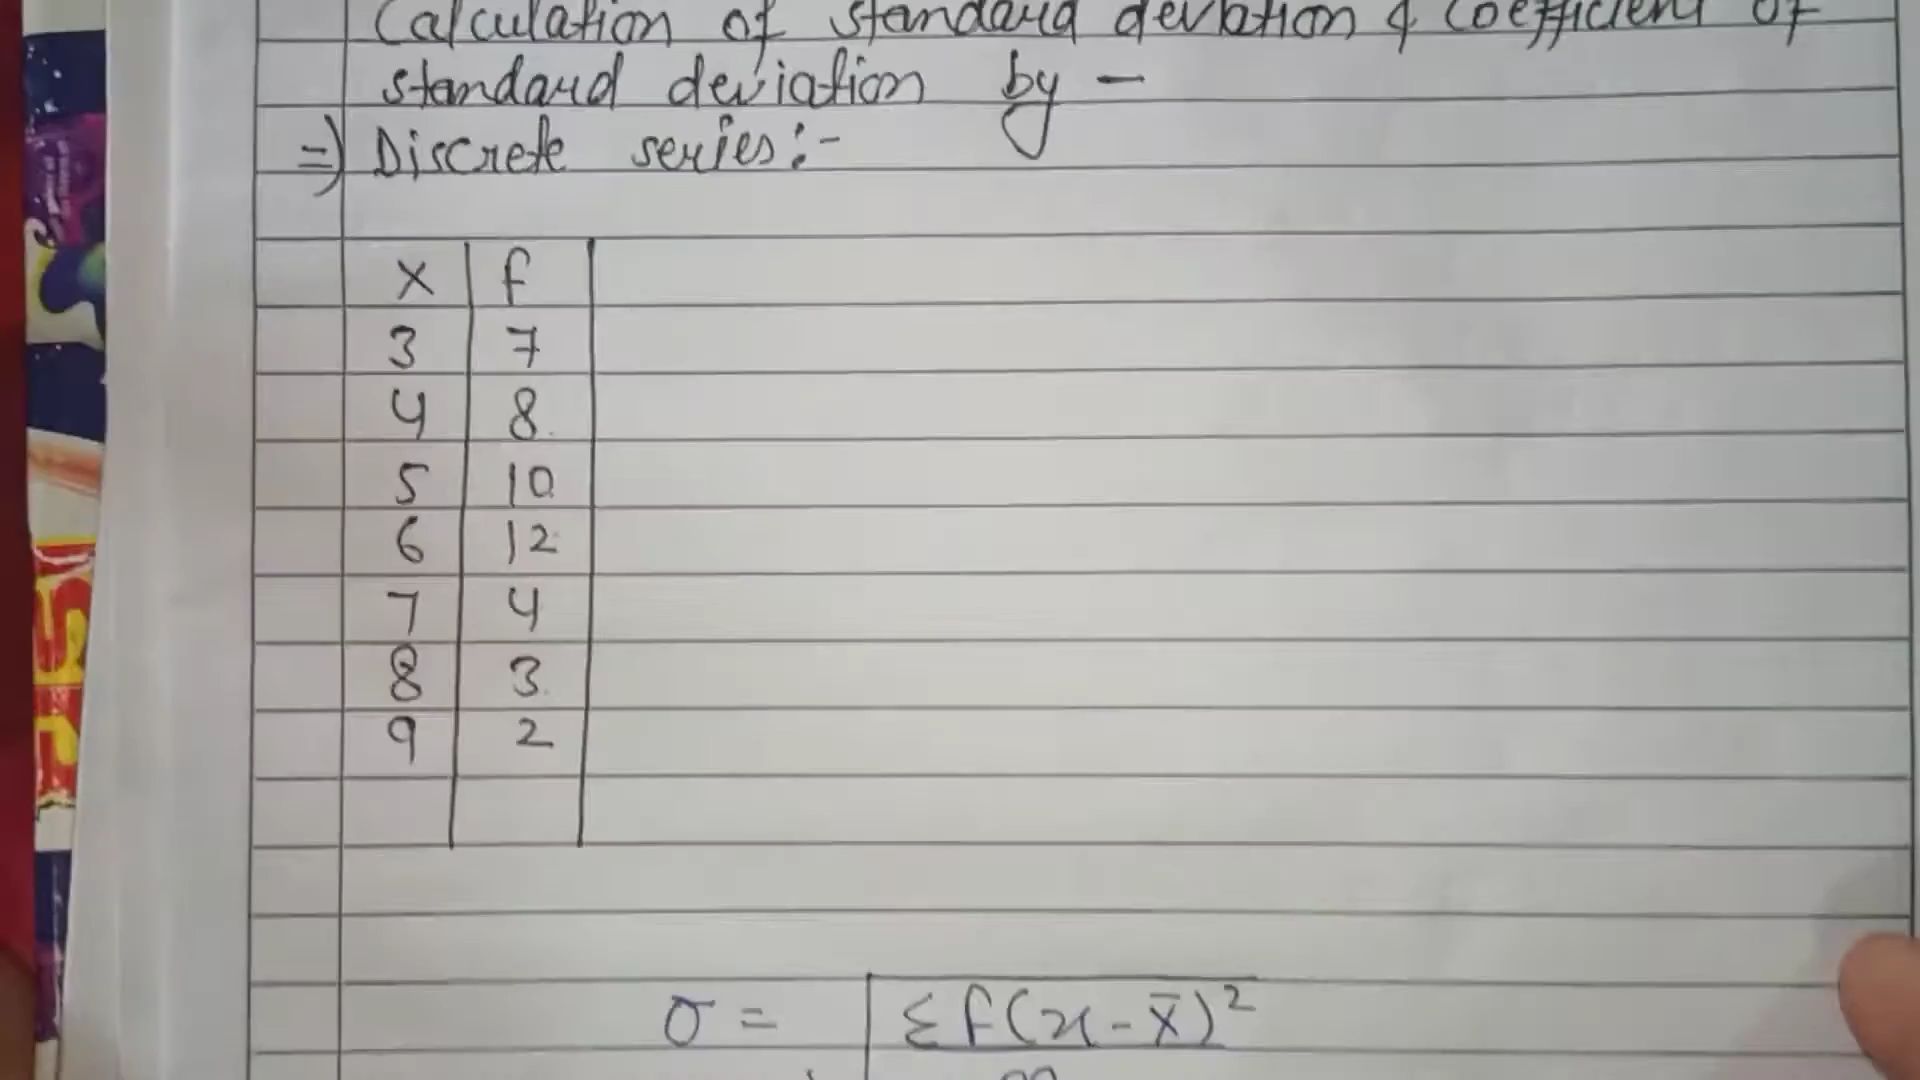 Calculation of standard deviation & Coefficient of
standard deviation by –
⇒ Discrete series:-
X f
3 7
4 8
5 10
6 12
7 4
8 3
9 2
σ = √ Σf(x-x̄)²